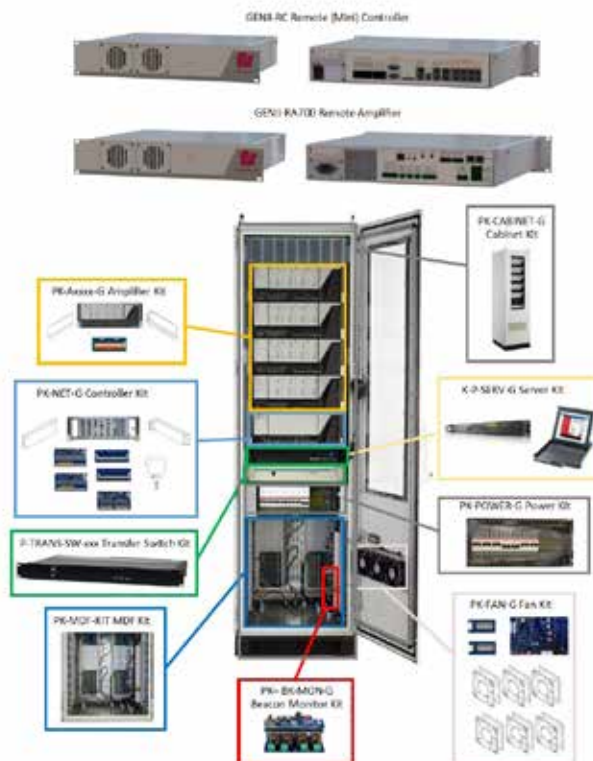 GENII-RC Remote (Mini) Controller
GENII-RA700 Remote Amplifier
PK-CABINET-G
Cabinet Kit
PK-Axxxx-G Amplifier Kit
PK-NET-G Controller Kit
K-P-SERV-G Server Kit
PK-POWER-G Power Kit
P-TRANS-SW-xxx Transfer Switch Kit
PK-MDF-KIT MDF Kit
PK-FAN-G Fan Kit
PK-BK-MON-G
Beacon Monitor Kit